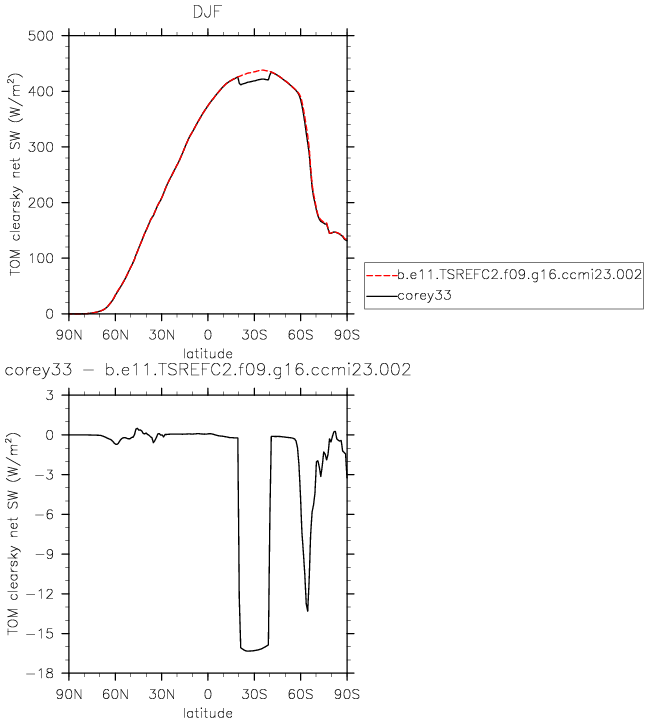 DJF
TOM clearsky net SW (W/m²)
500
400
300
200
100
0
90N 60N 30N 0 30S 60S 90S
latitude
b.e11.TSREFC2.f09.g16.ccmi23.002
corey33
corey33 − b.e11.TSREFC2.f09.g16.ccmi23.002
TOM clearsky net SW (W/m²)
3
0
−3
−6
−9
−12
−15
−18
90N 60N 30N 0 30S 60S 90S
latitude